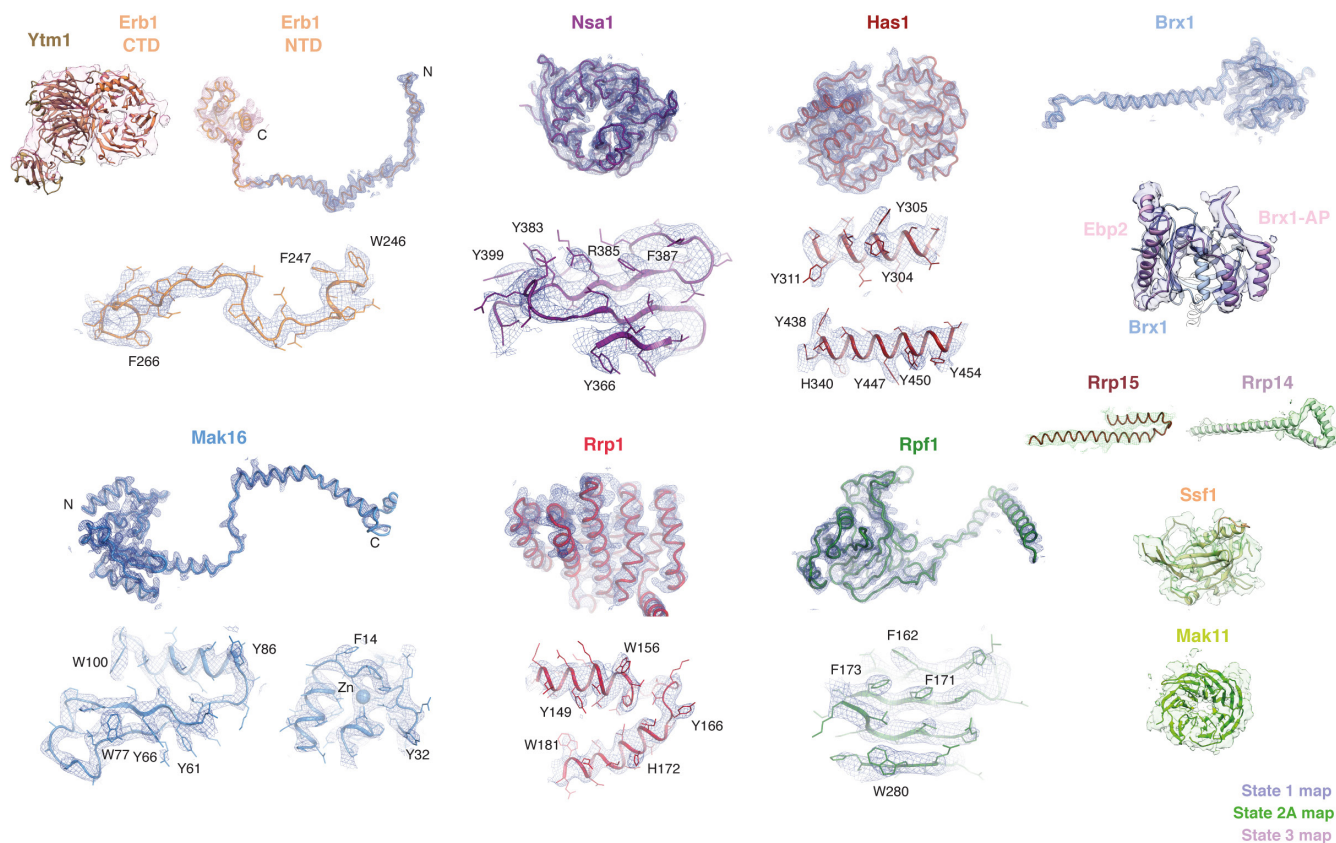 Ytm1
Erb1
CTD
Erb1
NTD
N
C
W246
F247
F266
Nsa1
Y383
Y399
R385
F387
Y366
Has1
Y305
Y311
Y304
Y438
H340
Y447
Y450
Y454
Brx1
Ebp2
Brx1-AP
Brx1
Rrp15
Rrp14
Mak16
N
C
W100
Y86
W77
Y66
Y61
F14
Zn
Y32
Rrp1
W156
Y149
Y166
W181
H172
Rpf1
F162
F173
F171
W280
Ssf1
Mak11
State 1 map
State 2A map
State 3 map